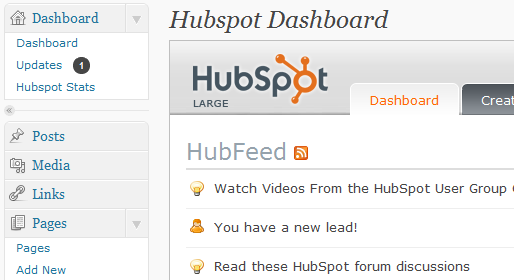 Dashboard
Dashboard
Updates 1
Hubspot Stats
Posts
Media
Links
Pages
Pages
Add New
Hubspot Dashboard
HubSpot
LARGE
Dashboard
HubFeed
Watch Videos From the HubSpot User Group
You have a new lead!
Read these HubSpot forum discussions